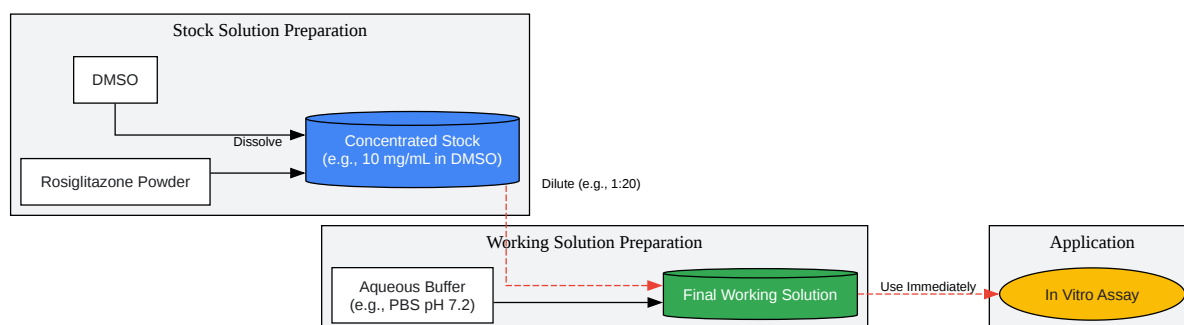 Stock Solution Preparation
DMSO
Dissolve
Concentrated Stock
(e.g., 10 mg/mL in DMSO)
Rosiglitazone Powder
Dilute (e.g., 1:20)
Working Solution Preparation
Aqueous Buffer
(e.g., PBS pH 7.2)
Final Working Solution
Use Immediately
Application
In Vitro Assay